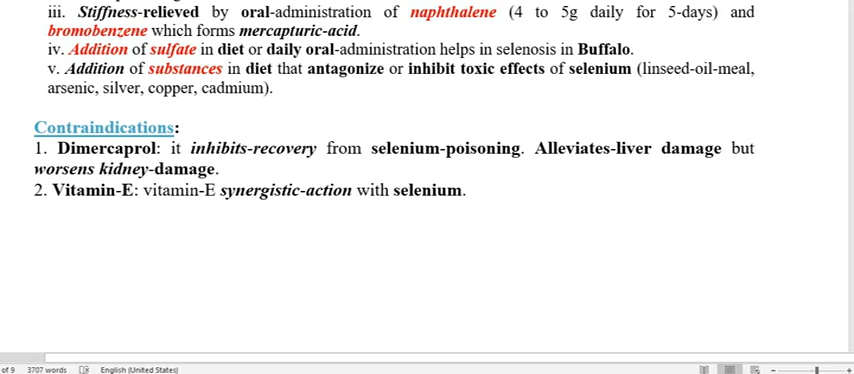 iii. Stiffness-relieved by oral-administration of naphthalene (4 to 5g daily for 5-days) and
bromobenzene which forms mercapturic-acid.
iv. Addition of sulfate in diet or daily oral-administration helps in selenosis in Buffalo.
v. Addition of substances in diet that antagonize or inhibit toxic effects of selenium (linseed-oil-meal,
arsenic, silver, copper, cadmium).
Contraindications:
1. Dimercaprol: it inhibits-recovery from selenium-poisoning. Alleviates-liver damage but
worsens kidney-damage.
2. Vitamin-E: vitamin-E synergistic-action with selenium.
of 9 3707 words English (United States)